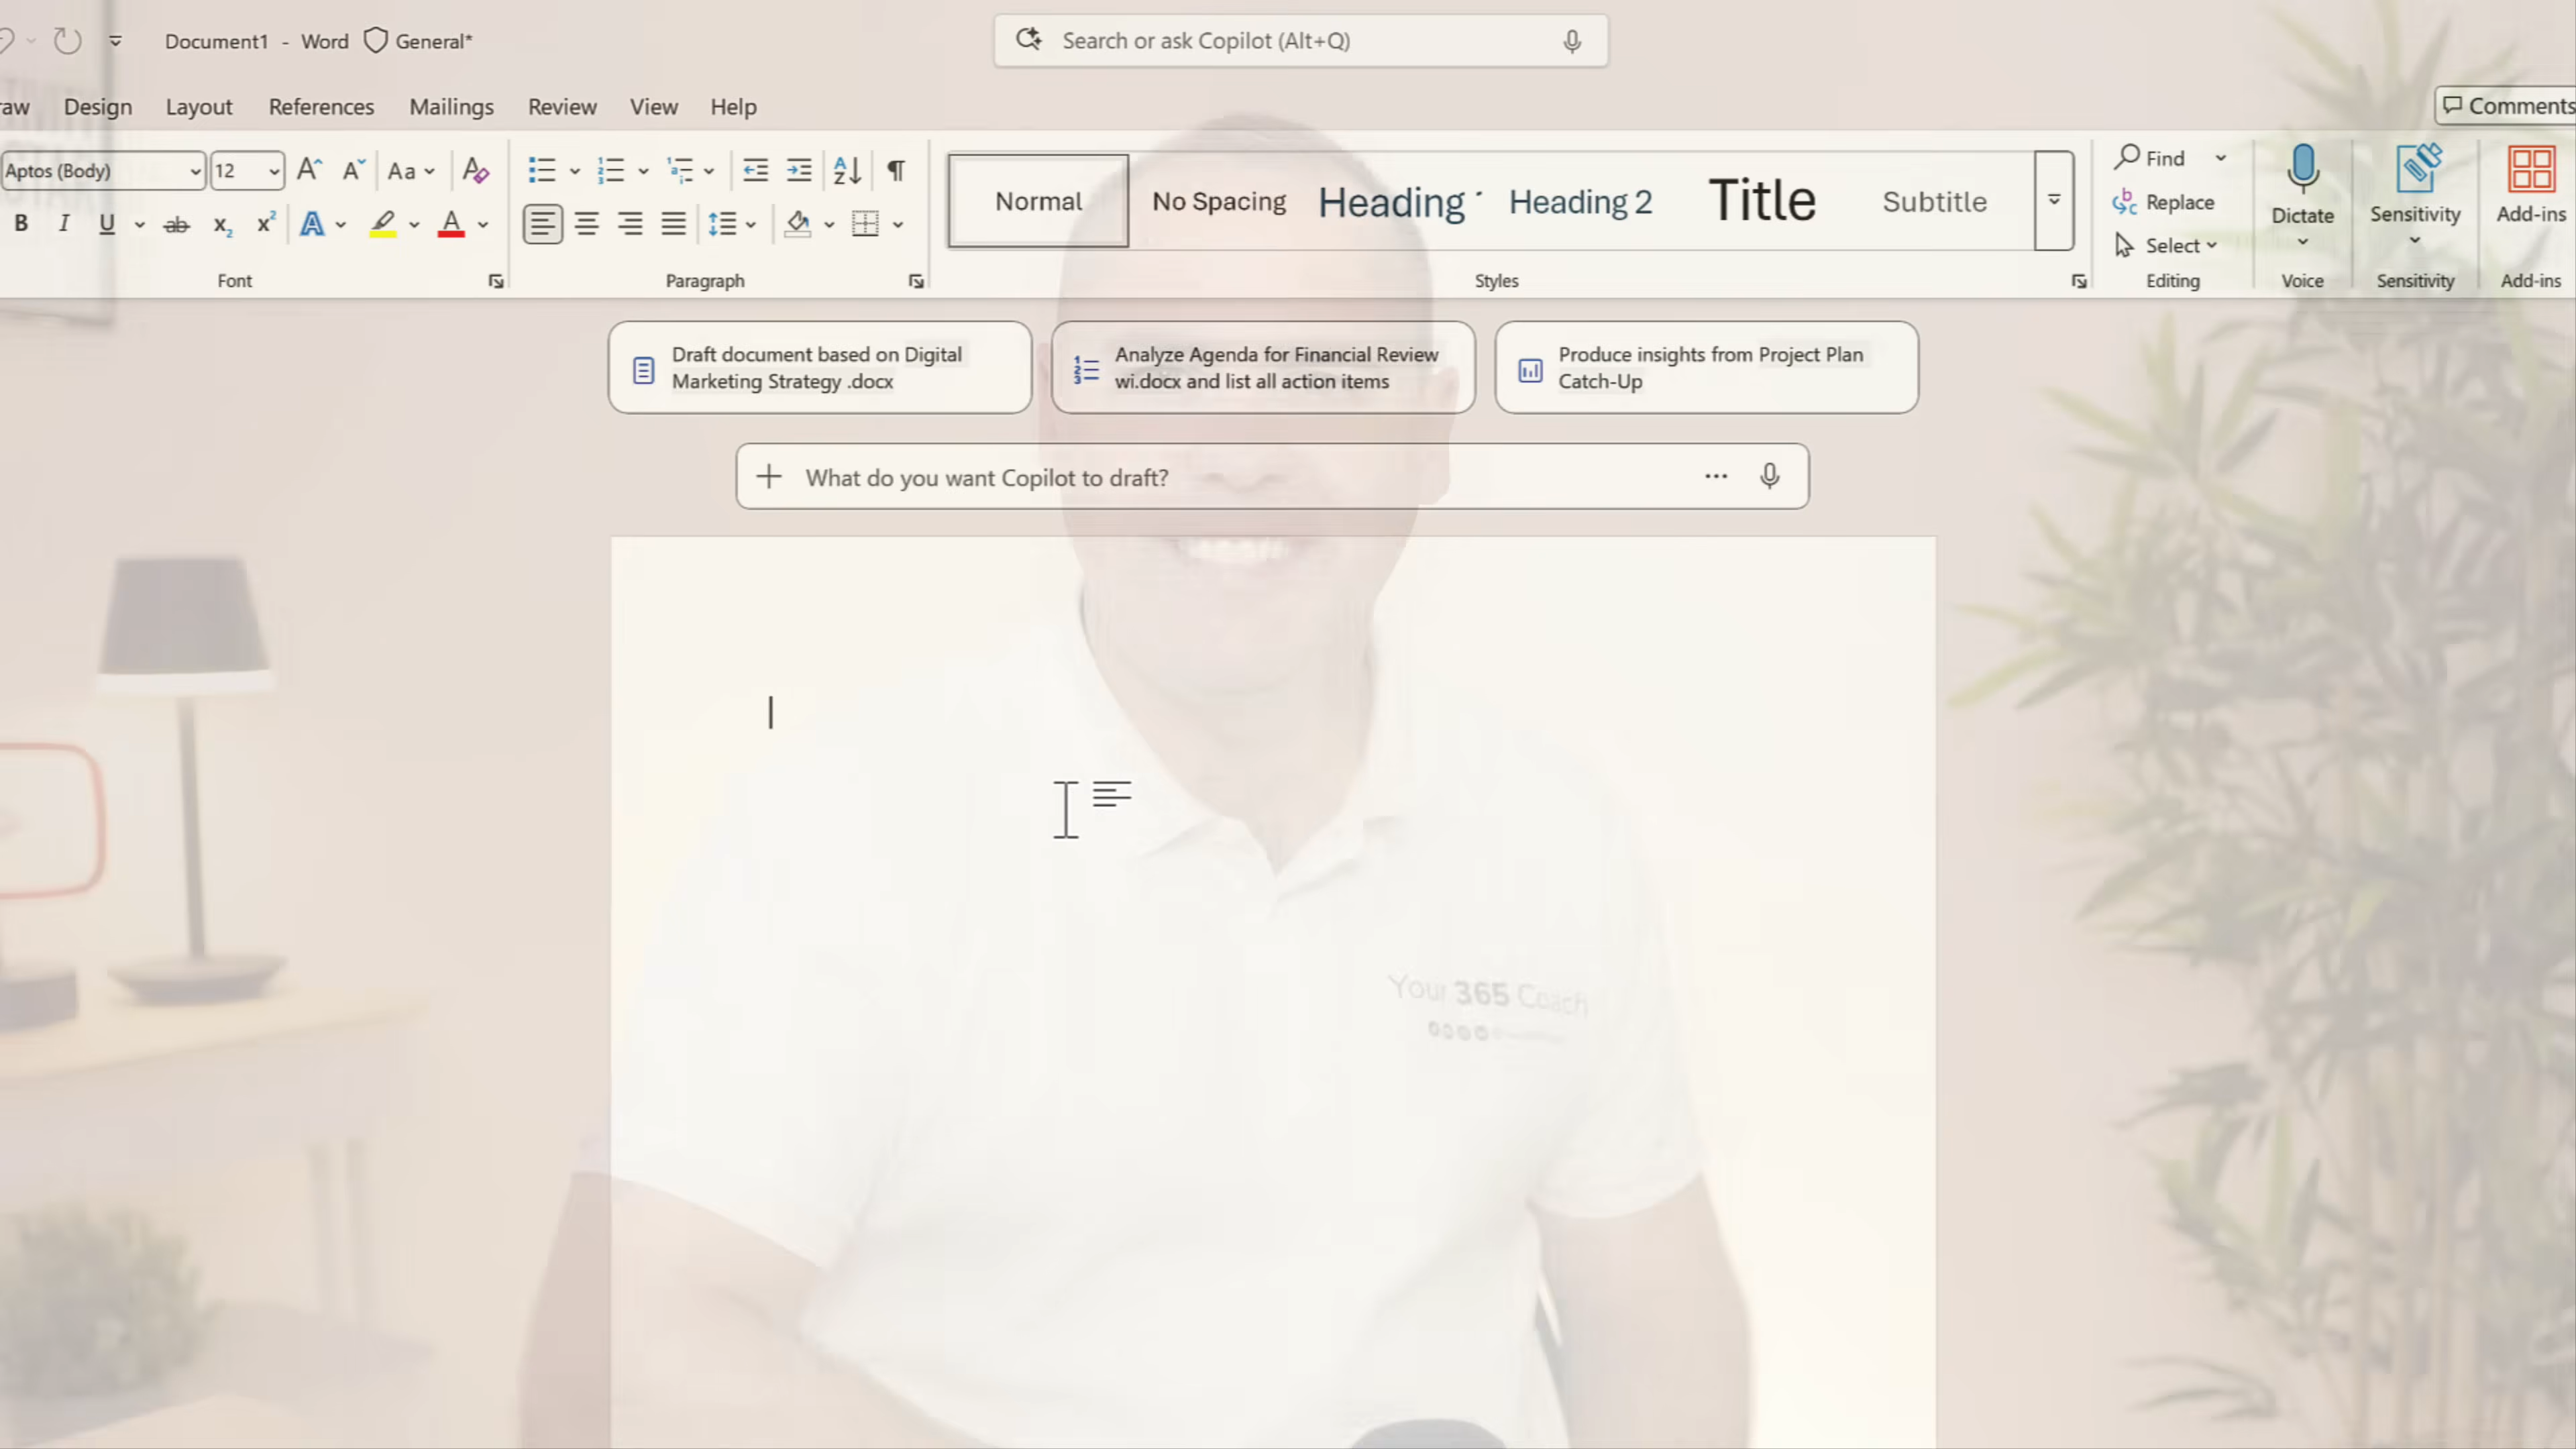 Document1 - Word General*
Search or ask Copilot (Alt+Q)
Design Layout References Mailings Review View Help
Comments
Aptos (Body) 12 Aa
Normal No Spacing Heading Heading 2 Title Subtitle
Find
Replace
Select
Dictate
Sensitivity
Add-ins
Font Paragraph Styles Editing Voice Sensitivity Add-ins
Draft document based on Digital
Marketing Strategy .docx
Analyze Agenda for Financial Review
wi.docx and list all action items
Produce insights from Project Plan
Catch-Up
What do you want Copilot to draft?
Your 365 Coach